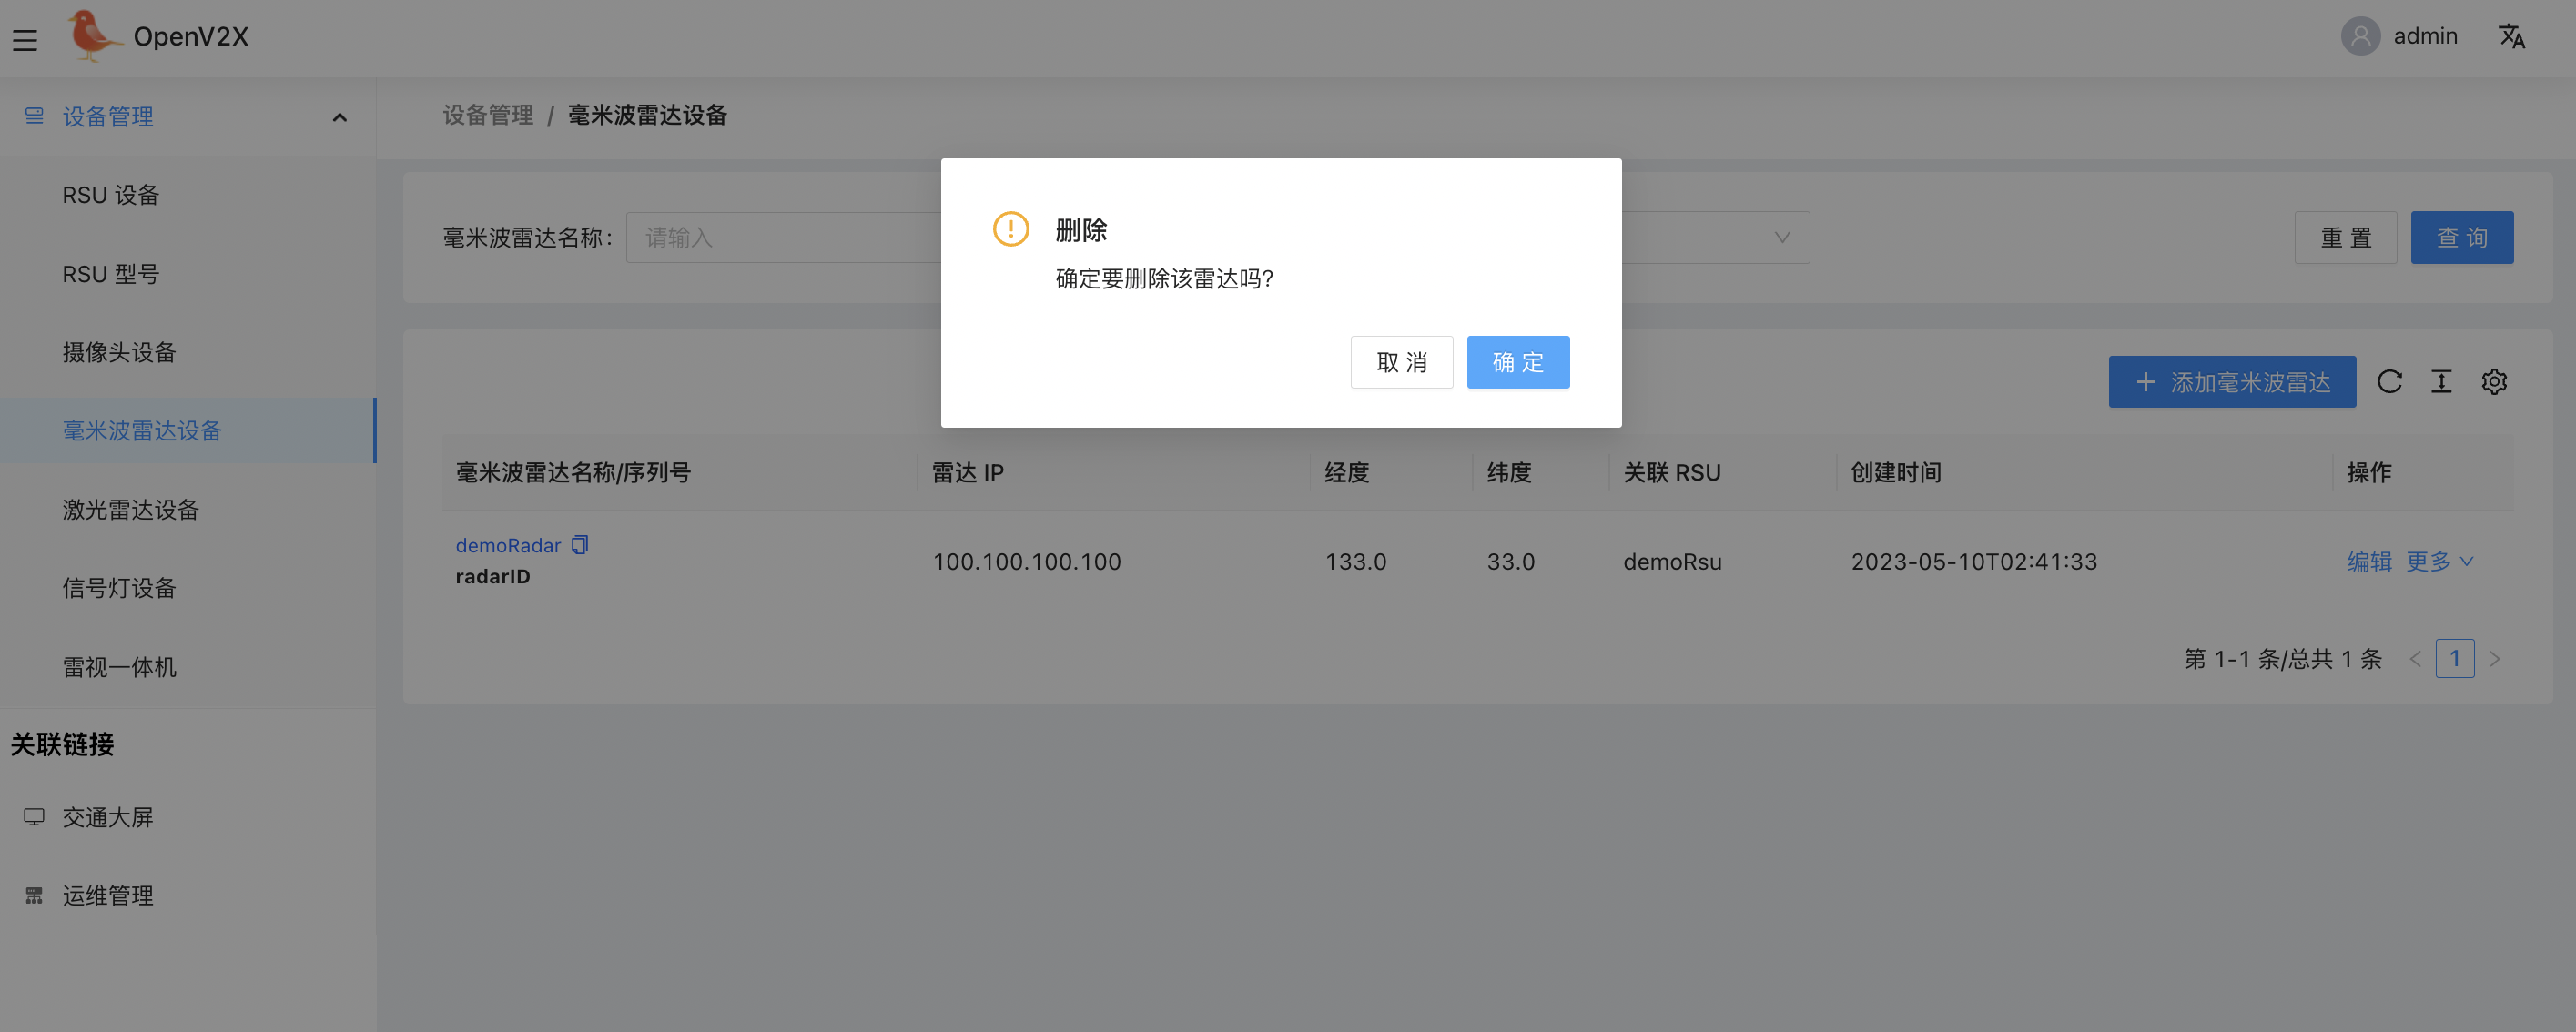 OpenV2X
admin
设备管理
RSU 设备
RSU 型号
摄像头设备
毫米波雷达设备
激光雷达设备
信号灯设备
雷视一体机
关联链接
交通大屏
运维管理
设备管理 / 毫米波雷达设备
毫米波雷达名称: 请输入
重 置 查 询
删除
确定要删除该雷达吗?
取 消 确 定
添加毫米波雷达
毫米波雷达名称/序列号 雷达 IP 经度 纬度 关联 RSU 创建时间 操作
demoRadar
radarID
100.100.100.100 133.0 33.0 demoRsu 2023-05-10T02:41:33 编辑 更多
第 1-1 条/总共 1 条 < 1 >